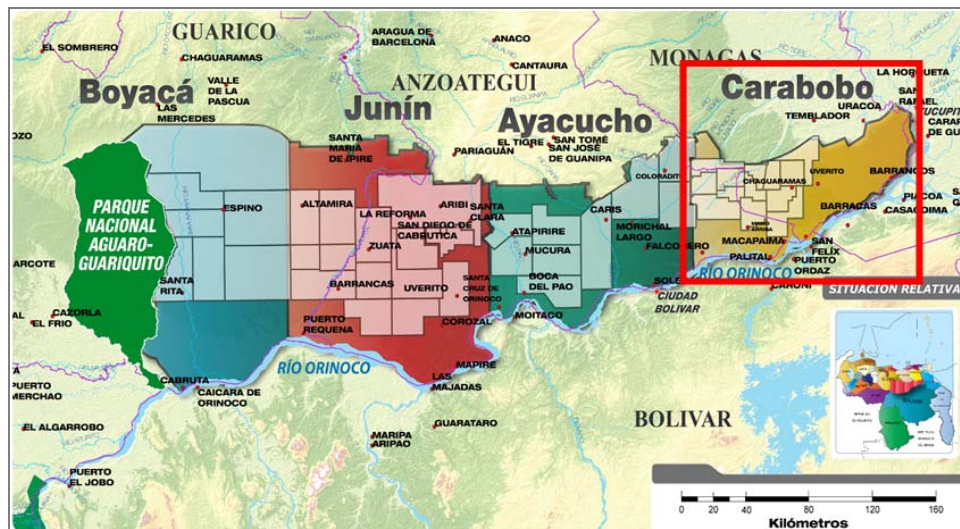 GUARICO
ARAGUA DE
BARCELONA
ANACO
MONAGAS
EL SOMBRERO
CHAGUARAMAS
CANTAURA
ANZOATEGUI
LA HORQUETA
Boyacá
VALLE
DE LA
PASCUA
LAS
MERCEDES
Junín
Ayacucho
Carabobo
SAN
RAFAEL
TUCUPITA
URACOA
TEMBLADOR
SANTA
MARIA
DE IPIRE
PARIAGUÁN
EL TIGRE
SAN TOMÉ
SAN JOSÉ
DE GUANIPA
COLORADITO
CHAGUARAMAS
UVERITO
BARRANCAS
PIACOA
CASACOIMA
PARQUE
NACIONAL
AGUARO-
GUARIQUITO
ESPINO
ALTAMIRA
LA REFORMA
ARIBI
SANTA
CLARA
SAN DIEGO DE
CABRUTICA
ZUATA
ATAPIRIRE
MUCURA
CARIS
MORICHAL
LARGO
FALCONERO
MACAPAIMA
PALITAL
BARRACAS
SAN
FELÍX
PUERTO
ORDAZ
SANTA
RITA
BARRANCAS
UVERITO
SANTA
CRUZ DE
ORINOCO
BOCA
DEL PAO
MOITACO
CIUDAD
BOLIVAR
RÍO ORINOCO
CARONI
SITUACION RELATIVA
CAZORLA
EL FRIO
PUERTO
REQUENA
COROZAL
RÍO ORINOCO
MAPIRE
LAS
MAJADAS
CABRUTA
CAICARA DE
ORINOCO
BOLIVAR
EL ALGARROBO
MARIPA
ARIPAO
GUARATARO
PUERTO
EL JOBO
0 20 40 80 120 160
Kilómetros